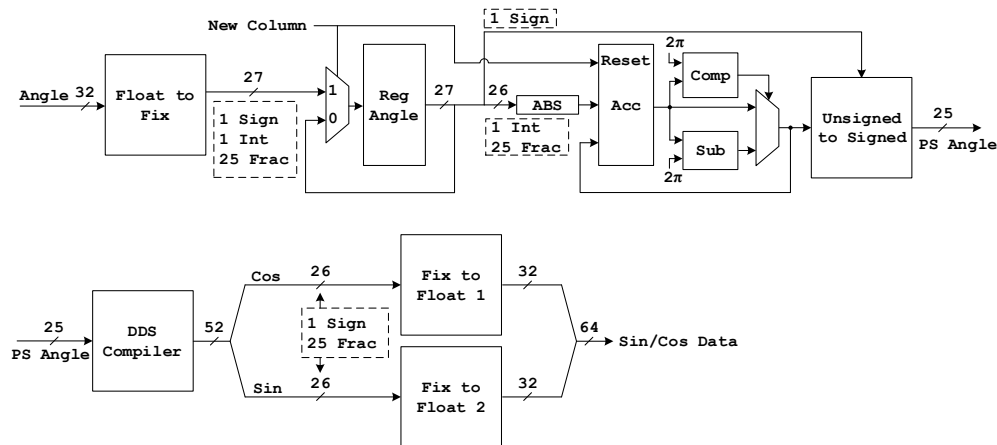 New Column
1 Sign
Angle
32
Float to
Fix
27
1 Sign
1 Int
25 Frac
1
0
Reg
Angle
27
26
ABS
1 Int
25 Frac
Reset
Acc
2π
Comp
Sub
2π
Unsigned
to Signed
25
PS Angle
25
PS Angle
DDS
Compiler
52
Cos
26
1 Sign
25 Frac
Sin
26
Fix to
Float 1
32
Fix to
Float 2
32
64
Sin/Cos Data